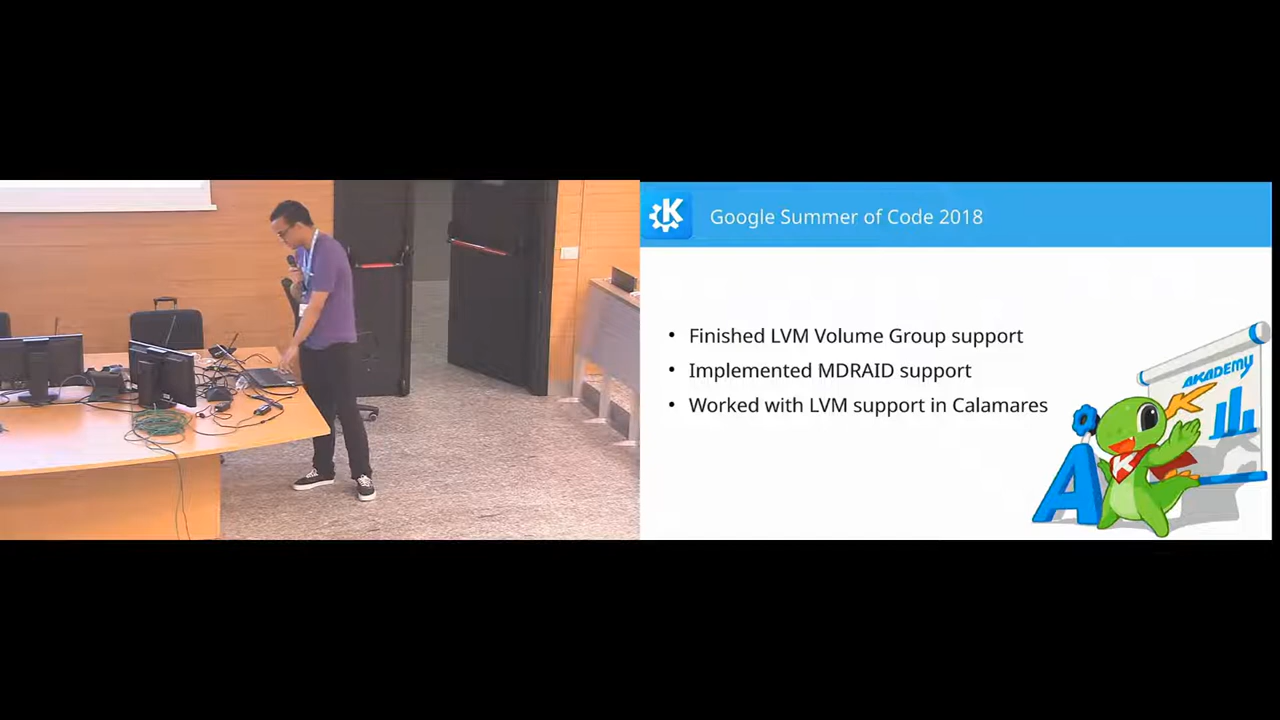 Google Summer of Code 2018
• Finished LVM Volume Group support
• Implemented MDRAID support
• Worked with LVM support in Calamares
AKADEMY
K
A
K